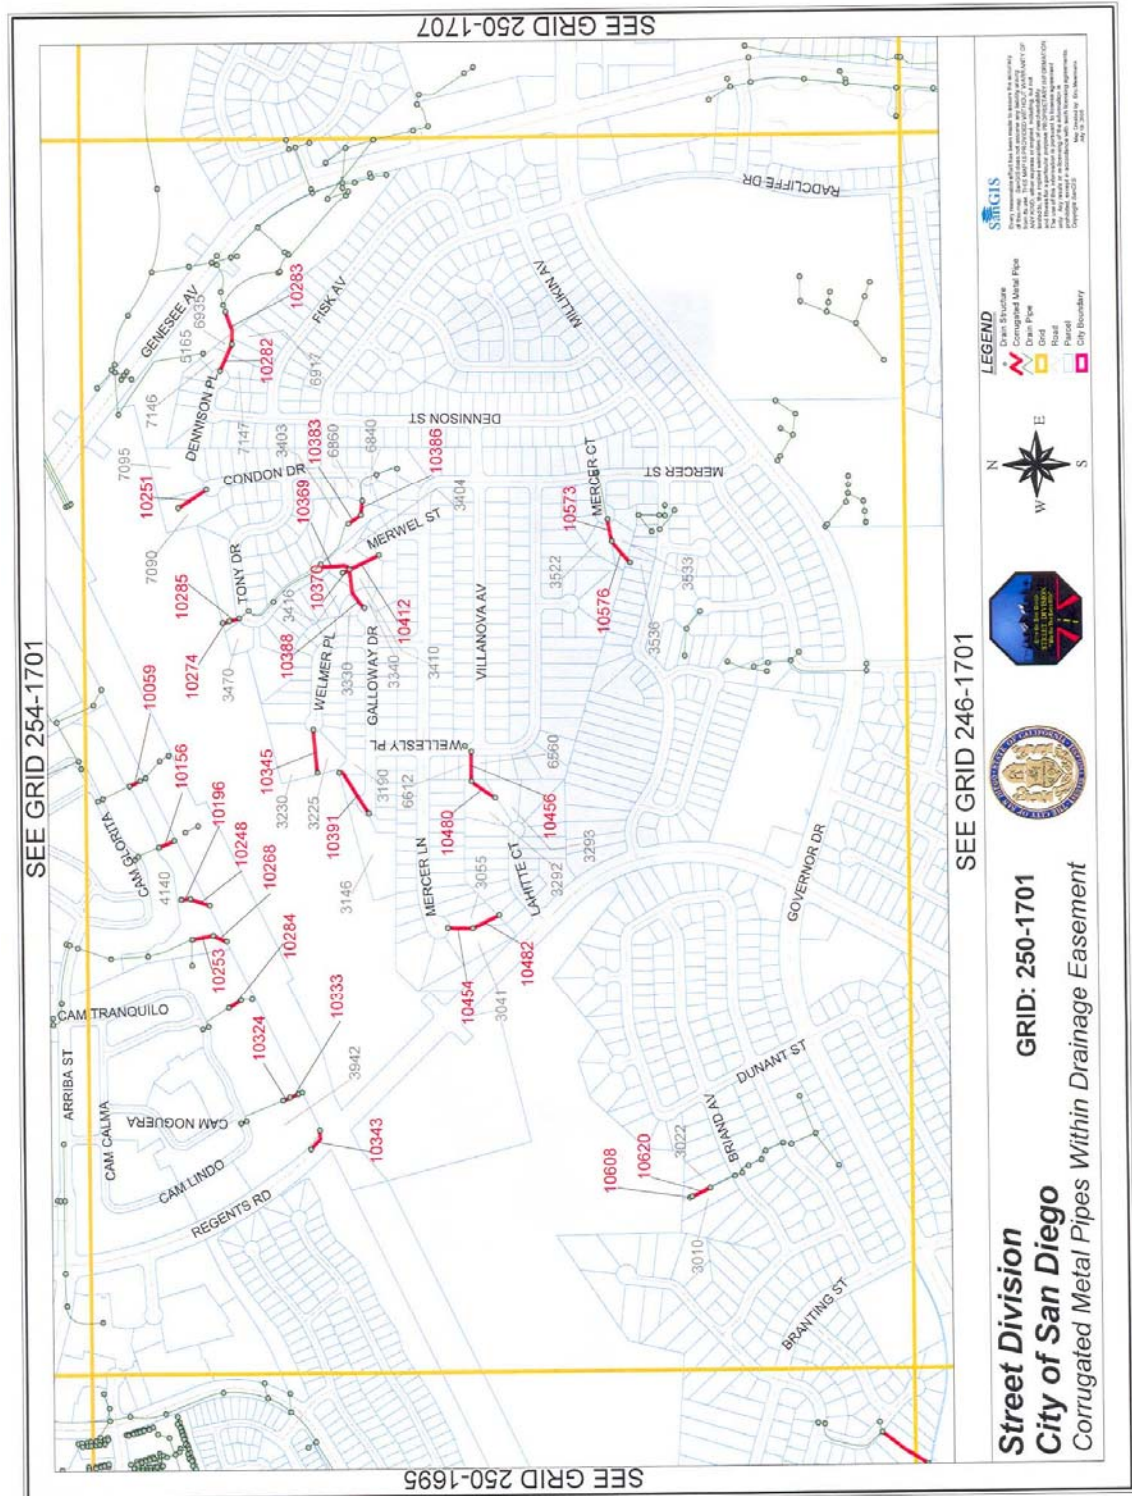 SEE GRID 254-1701
SEE GRID 250-1695
SEE GRID 250-1707
SEE GRID 246-1701
ARRIBA ST
CAM CALMA
CAM LINDO
CAM NOGUERA
CAM TRANQUILO
CAM GLORITA
REGENTS RD
GENESEE AV
DENNISON PL
CONDON DR
TONY DR
FISK AV
WELMER PL
GALLOWAY DR
MERWEL ST
DENNISON ST
MILLIKIN AV
RADCLIFFE DR
VILLANOVA AV
WELLESLY PL
MERCER LN
LAHITTE CT
MERCER CT
MERCER ST
GOVERNOR DR
DUNANT ST
BRIAND AV
BRANTING ST
10059
10156
10196
10248
10268
10253
10284
10324
10333
10343
10274
10285
10251
10282
10283
10383
10386
10369
10370
10388
10412
10345
10391
10480
10456
10454
10482
10573
10576
10608
10620
4140
3942
7095
7090
7146
7147
5165
6935
6917
3403
6860
6840
3404
3416
3470
3330
3340
3410
3230
3225
3190
6612
3146
3055
3041
3292
3293
6560
3522
3533
3536
3022
3010
Street Division
City of San Diego
GRID: 250-1701
Corrugated Metal Pipes Within Drainage Easement
N
W
E
S
LEGEND
Drain Structure
Corrugated Metal Pipe
Drain Pipe
Grid
Road
Parcel
City Boundary
SanGIS